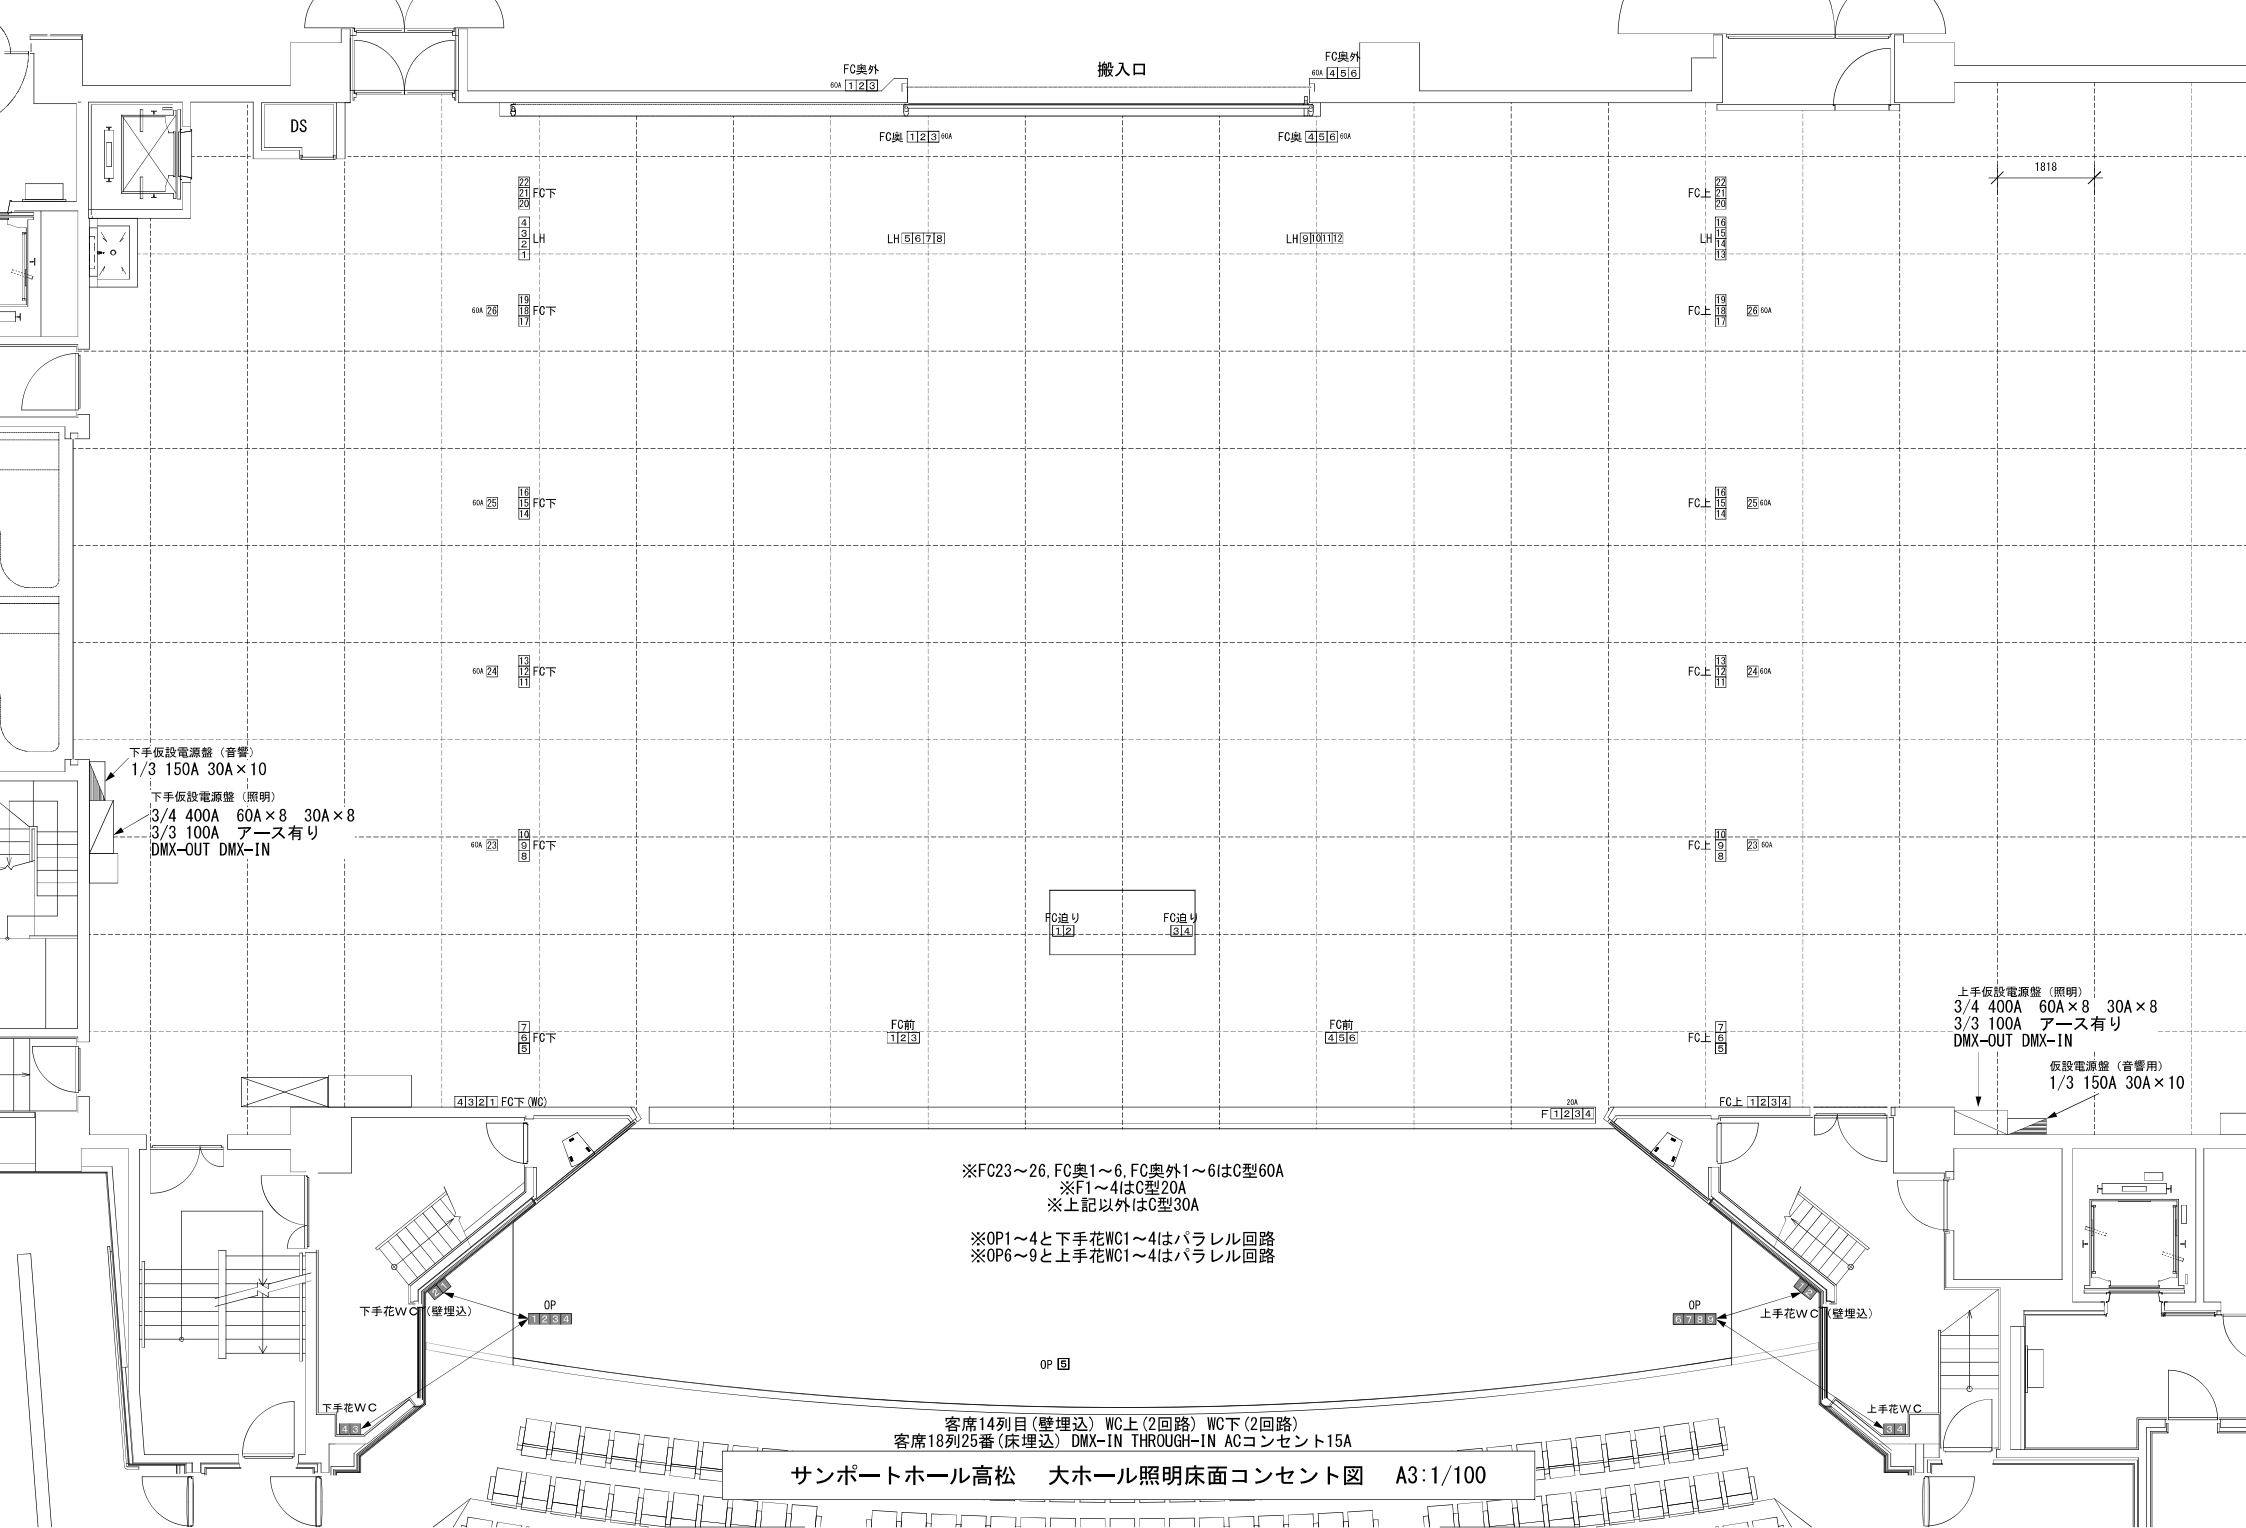 搬入口
FC奥外
60A 1 2 3
FC奥外
60A 4 5 6
DS
FC奥 1 2 3 60A
FC奥 4 5 6 60A
1818
22
21 FC下
20
22
FC上 21
20
4
3
2 LH
1
LH 5 6 7 8
LH 9 10 11 12
16
LH 15
14
13
19
60A 26 18 FC下
17
19
FC上 18 26 60A
17
16
60A 25 15 FC下
14
16
FC上 15 25 60A
14
13
60A 24 12 FC下
11
13
FC上 12 24 60A
11
下手仮設電源盤（音響）
1/3 150A 30A×10
下手仮設電源盤（照明）
3/4 400A 60A×8 30A×8
3/3 100A アース有り
DMX-OUT DMX-IN
10
60A 23 9 FC下
8
10
FC上 9 23 60A
8
FC迫り
1 2
FC迫り
3 4
7
6 FC下
5
FC前
1 2 3
FC前
4 5 6
7
FC上 6
5
上手仮設電源盤（照明）
3/4 400A 60A×8 30A×8
3/3 100A アース有り
DMX-OUT DMX-IN
仮設電源盤（音響用）
1/3 150A 30A×10
4 3 2 1 FC下(WC)
20A
F 1 2 3 4
FC上 1 2 3 4
※FC23～26,FC奥1～6,FC奥外1～6はC型60A
※F1～4はC型20A
※上記以外はC型30A
※OP1～4と下手花WC1～4はパラレル回路
※OP6～9と上手花WC1～4はパラレル回路
2 1
下手花WC（壁埋込）
OP
1 2 3 4
OP
6 7 8 9
1 2
上手花WC（壁埋込）
OP 5
下手花WC
4 3
上手花WC
3 4
客席14列目(壁埋込) WC上(2回路) WC下(2回路)
客席18列25番(床埋込) DMX-IN THROUGH-IN ACコンセント15A
サンポートホール高松 大ホール照明床面コンセント図 A3:1/100